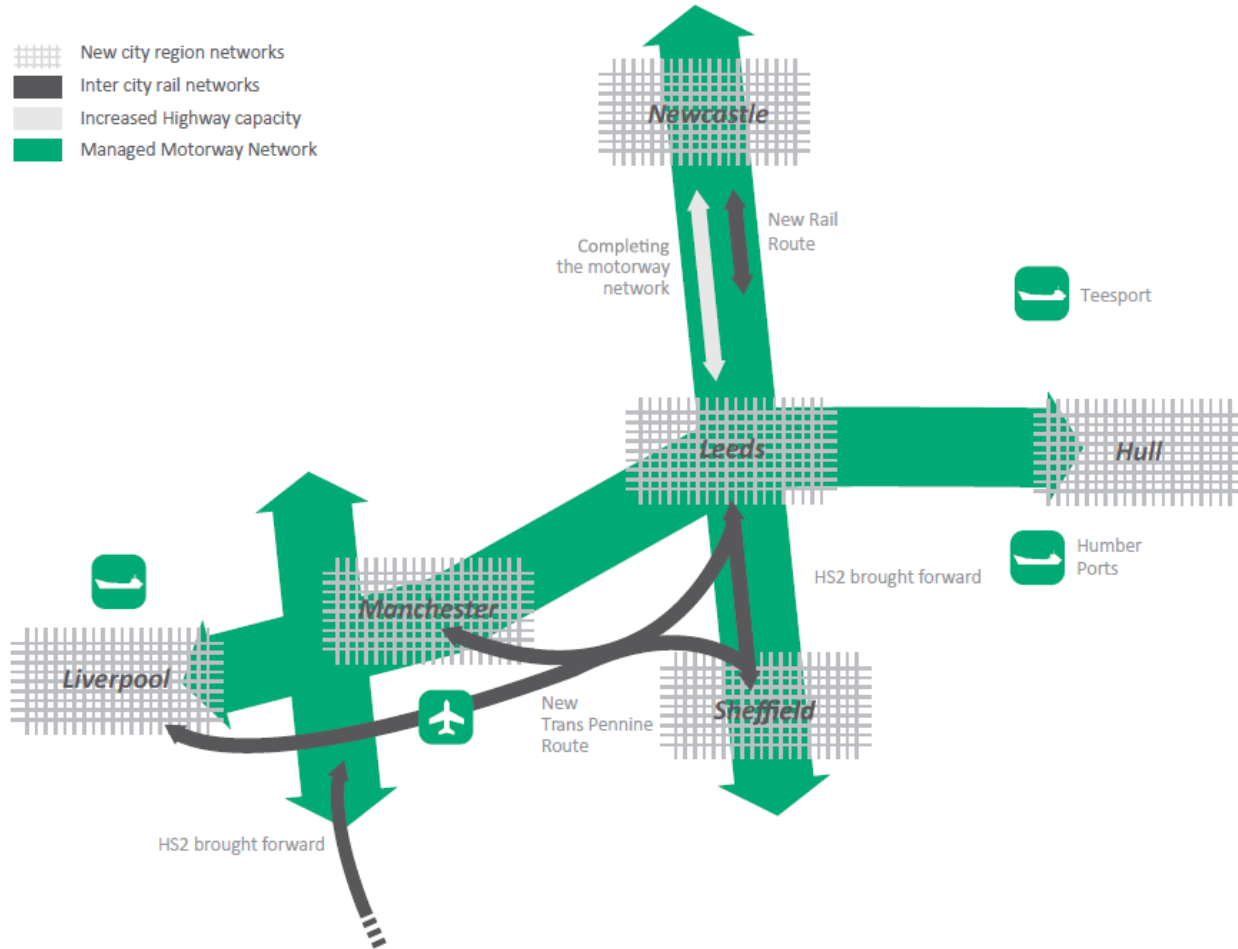 New city region networks
Inter city rail networks
Increased Highway capacity
Managed Motorway Network
Newcastle
New Rail
Route
Completing
the motorway
network
Teesport
Leeds
Hull
Humber
Ports
HS2 brought forward
Manchester
Liverpool
Sheffield
New
Trans Pennine
Route
HS2 brought forward